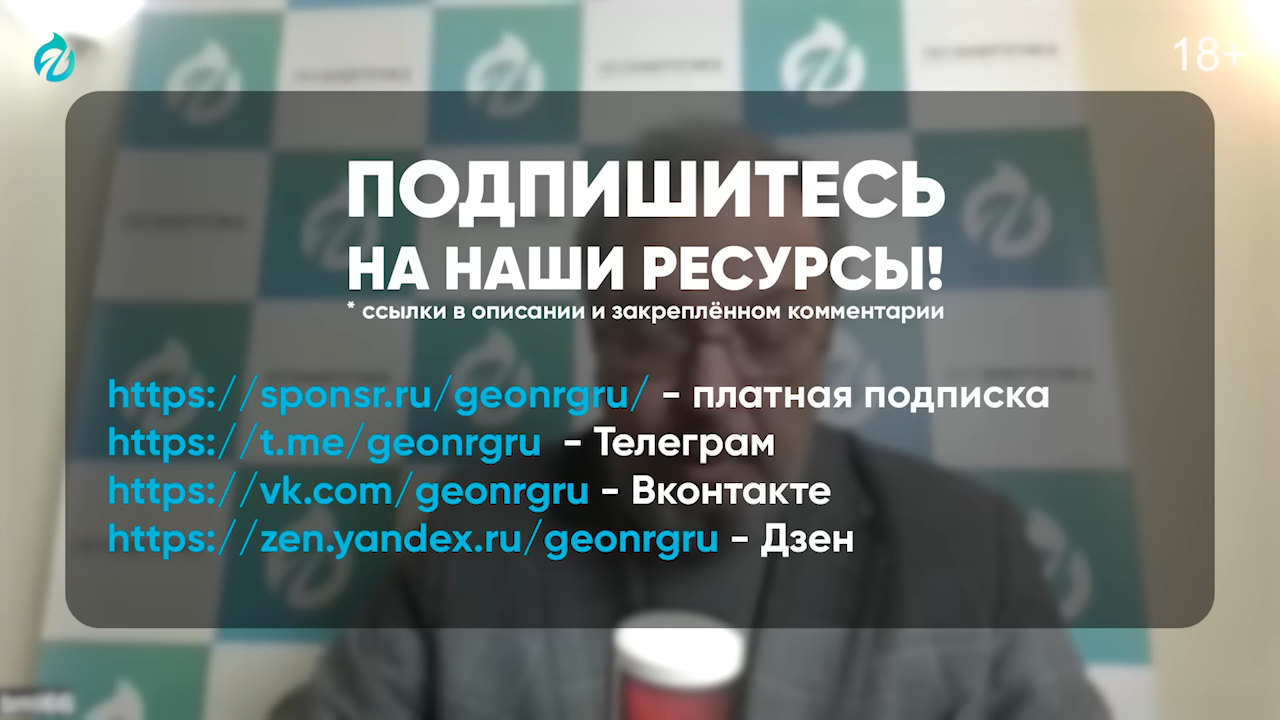 18+
ПОДПИШИТЕСЬ
НА НАШИ РЕСУРСЫ!
* ссылки в описании и закреплённом комментарии
https://sponsr.ru/geonrgru/ - платная подписка
https://t.me/geonrgru - Телеграм
https://vk.com/geonrgru - Вконтакте
https://zen.yandex.ru/geonrgru - Дзен